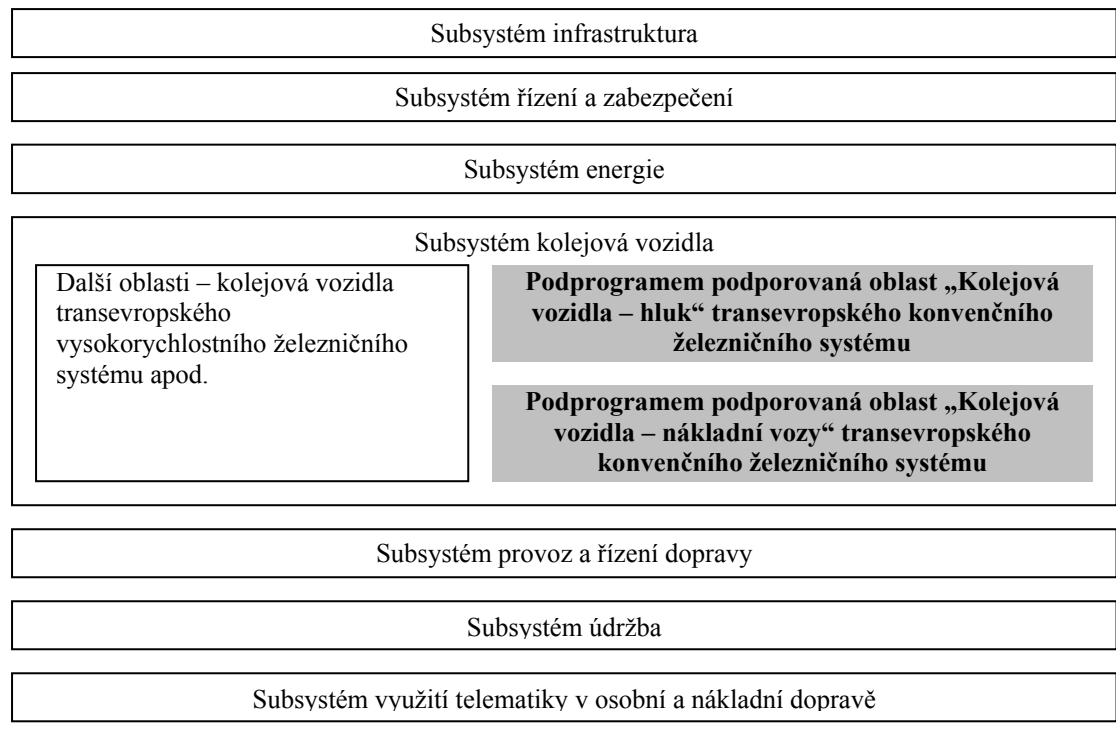 Subsystém infrastruktura
Subsystém řízení a zabezpečení
Subsystém energie
Subsystém kolejová vozidla
Další oblasti – kolejová vozidla
transevropského
vysokorychlostního železničního
systému apod.
Podprogramem podporovaná oblast „Kolejová
vozidla – hluk“ transevropského konvenčního
železničního systému
Podprogramem podporovaná oblast „Kolejová
vozidla – nákladní vozy“ transevropského
konvenčního železničního systému
Subsystém provoz a řízení dopravy
Subsystém údržba
Subsystém využití telematiky v osobní a nákladní dopravě